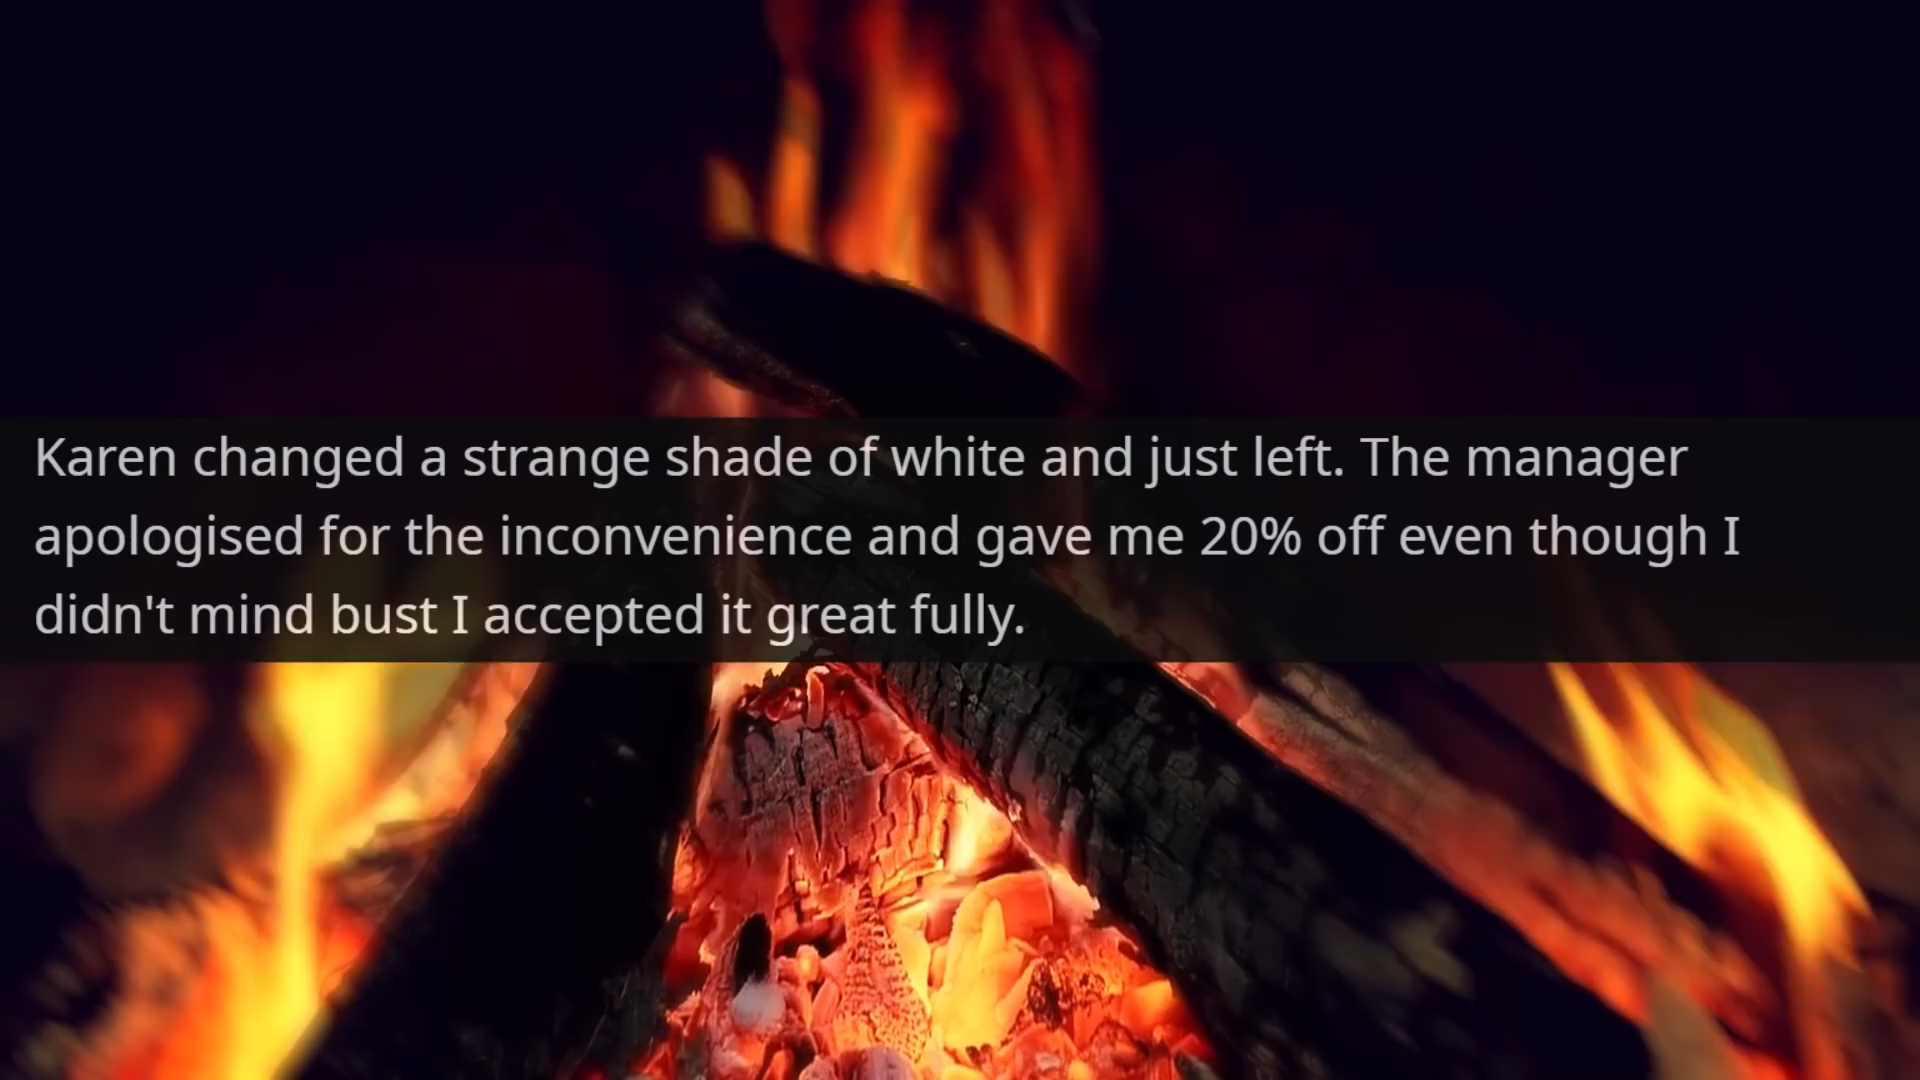 Karen changed a strange shade of white and just left. The manager
apologised for the inconvenience and gave me 20% off even though I
didn't mind bust I accepted it great fully.